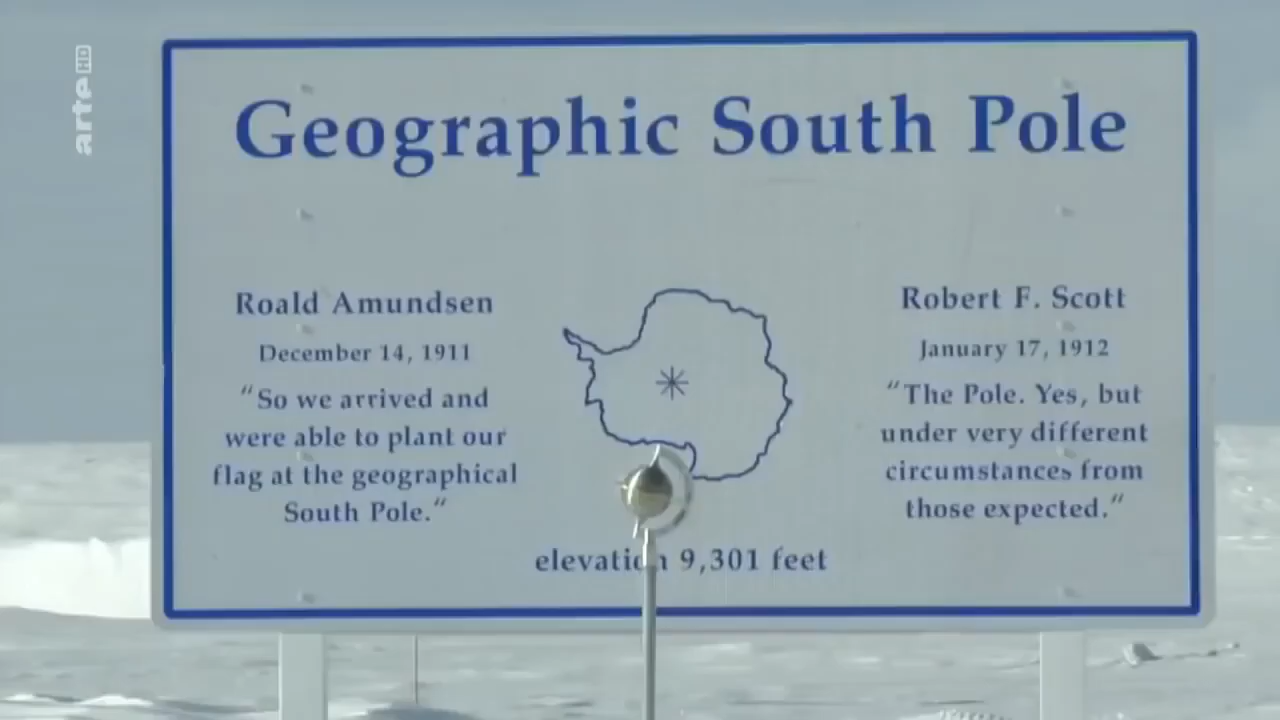 arte HD
Geographic South Pole
Roald Amundsen
December 14, 1911
“So we arrived and
were able to plant our
flag at the geographical
South Pole.“
Robert F. Scott
January 17, 1912
“The Pole. Yes, but
under very different
circumstances from
those expected.“
elevation 9,301 feet